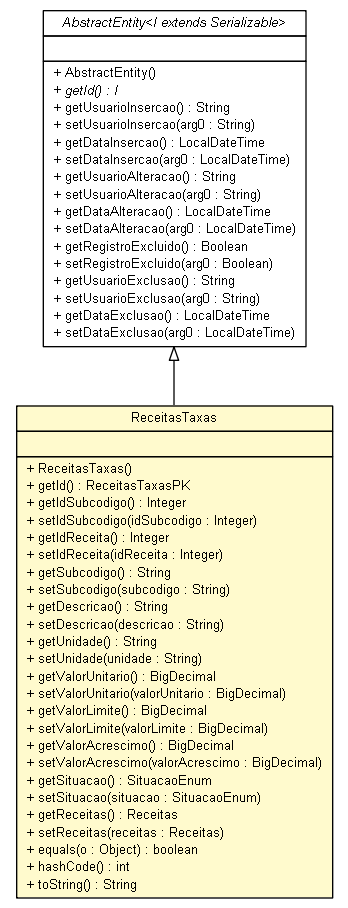 AbstractEntity<I extends Serializable>
+ AbstractEntity()
+ getId() : I
+ getUsuarioInsercao() : String
+ setUsuarioInsercao(arg0 : String)
+ getDataInsercao() : LocalDateTime
+ setDataInsercao(arg0 : LocalDateTime)
+ getUsuarioAlteracao() : String
+ setUsuarioAlteracao(arg0 : String)
+ getDataAlteracao() : LocalDateTime
+ setDataAlteracao(arg0 : LocalDateTime)
+ getRegistroExcluido() : Boolean
+ setRegistroExcluido(arg0 : Boolean)
+ getUsuarioExclusao() : String
+ setUsuarioExclusao(arg0 : String)
+ getDataExclusao() : LocalDateTime
+ setDataExclusao(arg0 : LocalDateTime)
ReceitasTaxas
+ ReceitasTaxas()
+ getId() : ReceitasTaxasPK
+ getIdSubcodigo() : Integer
+ setIdSubcodigo(idSubcodigo : Integer)
+ getIdReceita() : Integer
+ setIdReceita(idReceita : Integer)
+ getSubcodigo() : String
+ setSubcodigo(subcodigo : String)
+ getDescricao() : String
+ setDescricao(descricao : String)
+ getUnidade() : String
+ setUnidade(unidade : String)
+ getValorUnitario() : BigDecimal
+ setValorUnitario(valorUnitario : BigDecimal)
+ getValorLimite() : BigDecimal
+ setValorLimite(valorLimite : BigDecimal)
+ getValorAcrescimo() : BigDecimal
+ setValorAcrescimo(valorAcrescimo : BigDecimal)
+ getSituacao() : SituacaoEnum
+ setSituacao(situacao : SituacaoEnum)
+ getReceitas() : Receitas
+ setReceitas(receitas : Receitas)
+ equals(o : Object) : boolean
+ hashCode() : int
+ toString() : String